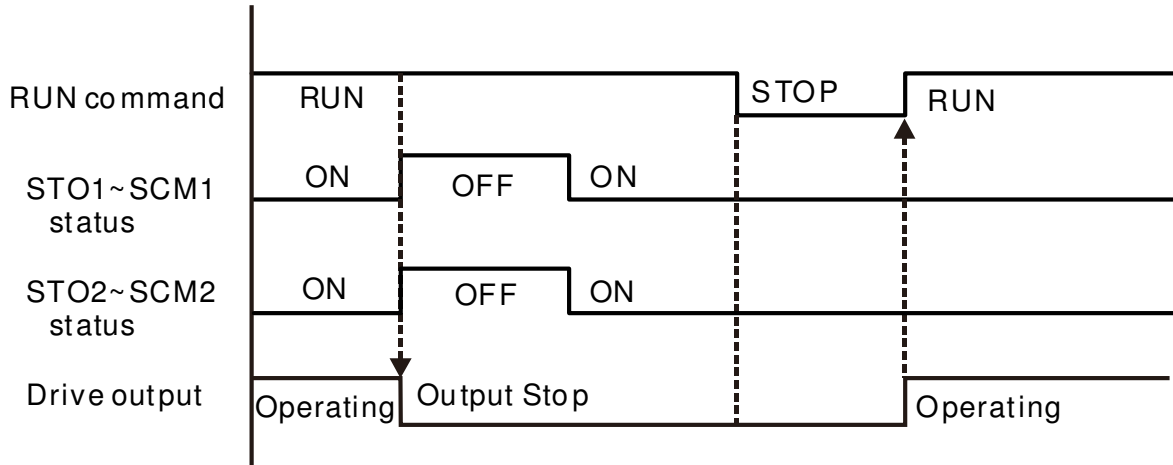 RUN command RUN STOP RUN
STO1~SCM1
status
ON OFF ON
STO2~SCM2
status
ON OFF ON
Drive output Operating Output Stop Operating